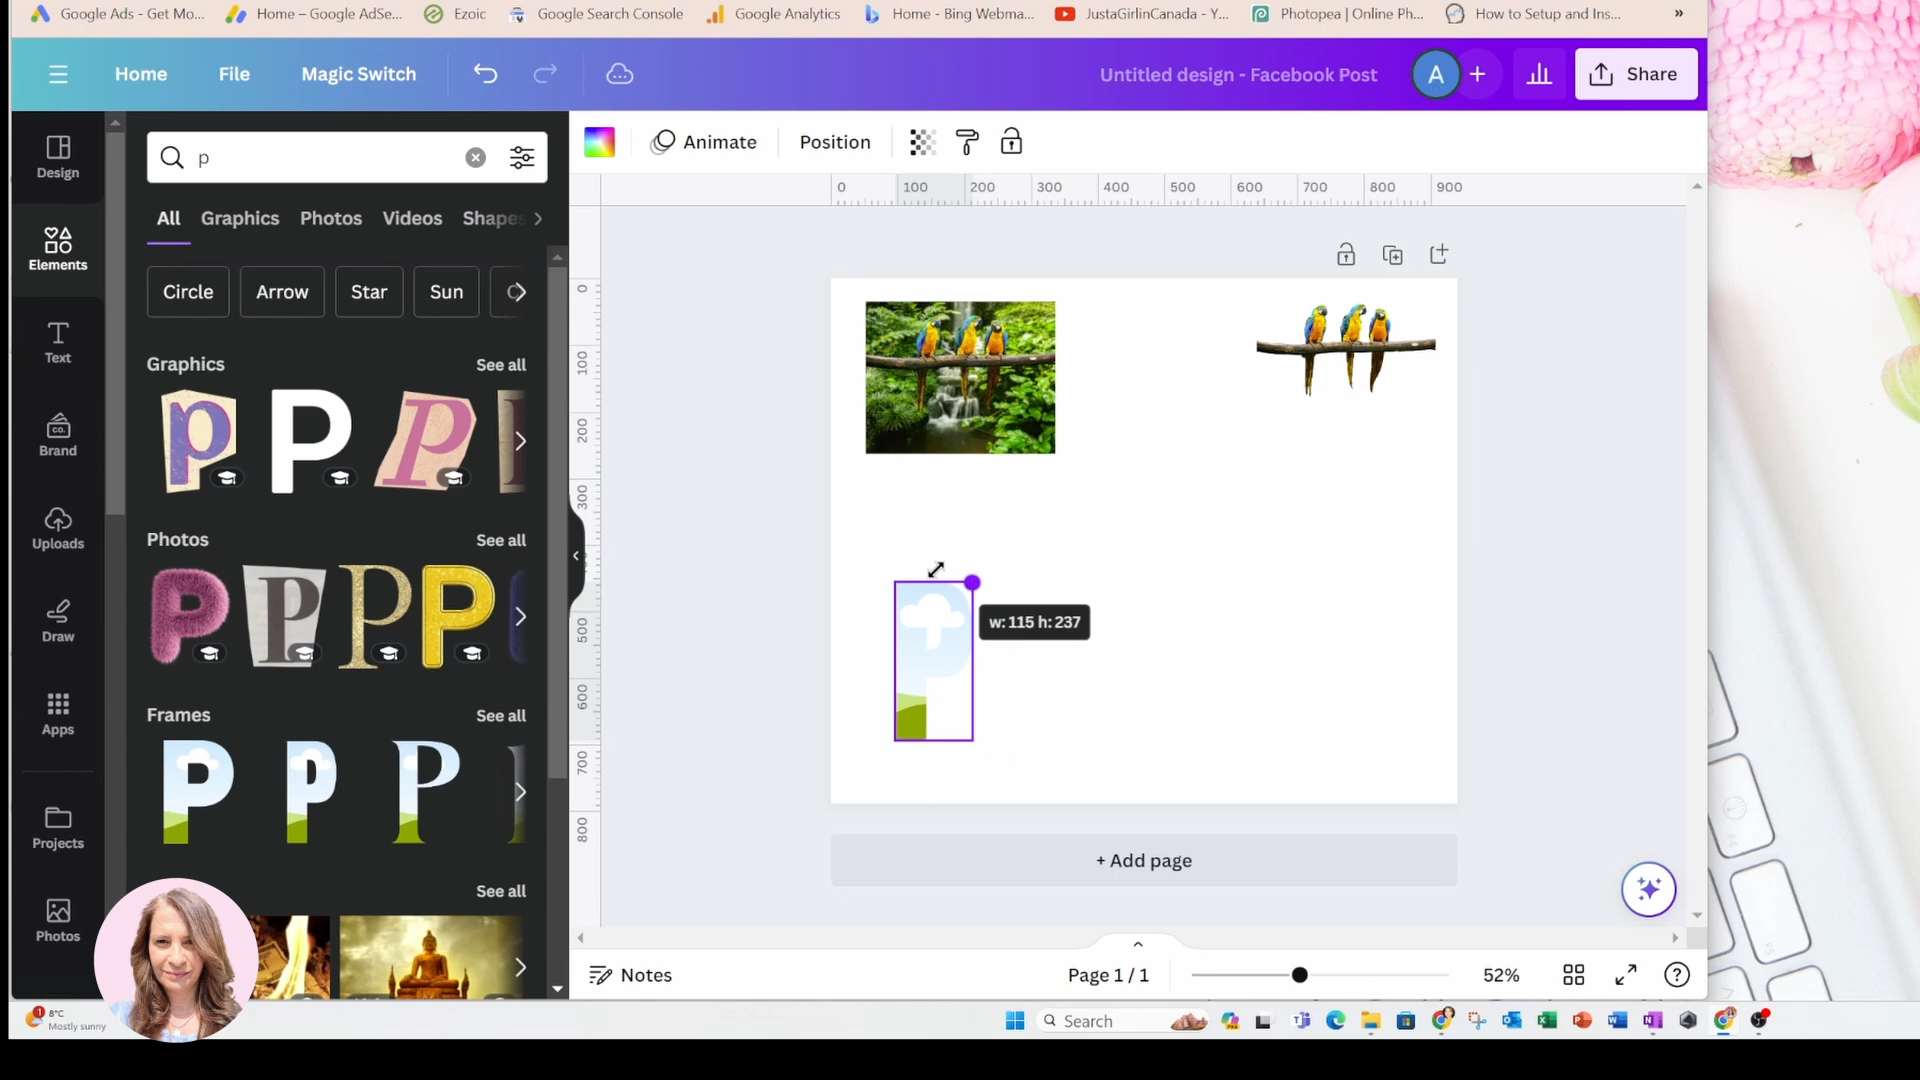 Google Ads - Get Mo...
Home – Google AdSe...
Ezoic
Google Search Console
Google Analytics
Home - Bing Webma...
JustaGirlinCanada - Y...
Photopea | Online Ph...
How to Setup and Ins...
»
Home
File
Magic Switch
Untitled design - Facebook Post
A
+
Share
Design
Elements
Text
CO.
Brand
Uploads
Draw
Apps
Projects
Photos
p
All
Graphics
Photos
Videos
Shapes
Circle
Arrow
Star
Sun
Graphics
See all
p P P
Photos
See all
P P P P
Frames
See all
P P P
See all
Animate
Position
0 100 200 300 400 500 600 700 800 900
0
100
200
300
500
600
700
800
P
w: 115 h: 237
+ Add page
Notes
Page 1 / 1
52%
?
1
8°C
Mostly sunny
Search